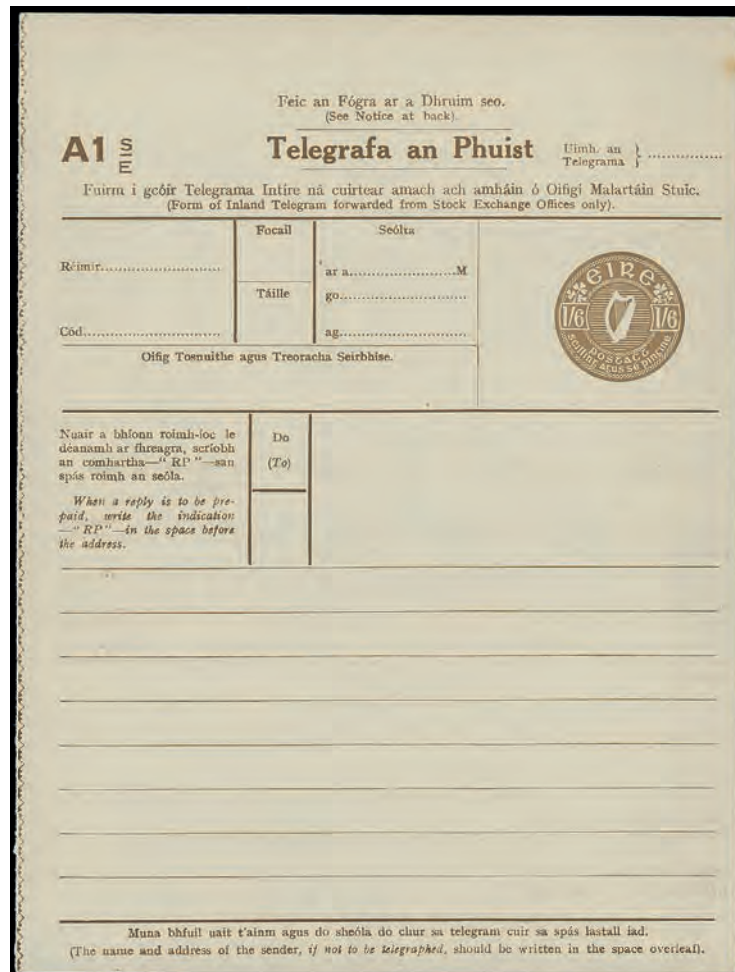 Feic an Fógra ar a Dhruim seo.
(See Notice at back).
A1 S E
Telegrafa an Phuist
Uimh. an
Telegrama } ................
Fuirm i gcóir Telegrama Intíre ná cuirtear amach ach amháin ó Oifigí Malartáin Stuic.
(Form of Inland Telegram forwarded from Stock Exchange Offices only).
Focail
Seólta
Réimír..........................
ar a........................M
Táille
go............................
Cód..............................
ag............................
Oifig Tosnuithe agus Treoracha Seirbhíse.
éire
1/6 1/6
postage
scilling agus sé pingine
Nuair a bhíonn roimh-íoc le
déanamh ar fhreagra, scríobh
an comhartha—"RP"—san
spás roimh an seóla.
When a reply is to be pre-
paid, write the indication
—"RP"—in the space before
the address.
Do
(To)
Muna bhfuil uait t'ainm agus do sheóla do chur sa telegram cuir sa spás lastall iad.
(The name and address of the sender, if not to be telegraphed, should be written in the space overleaf).